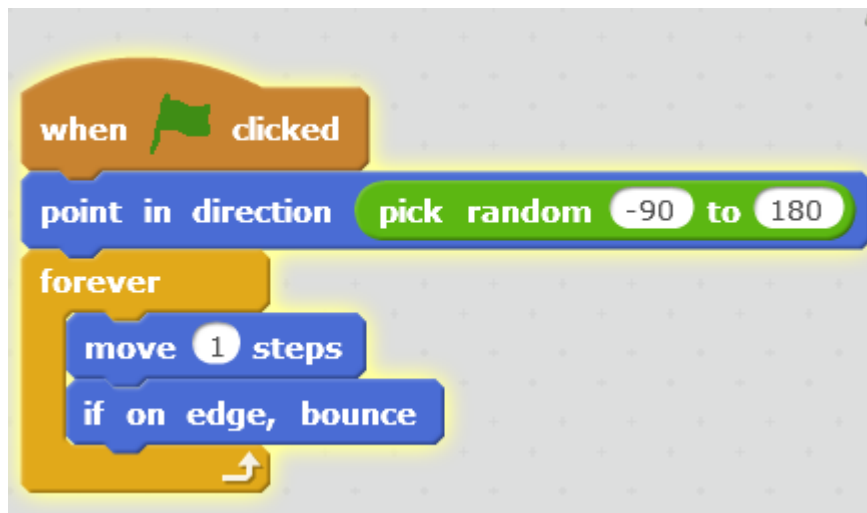 when clicked
point in direction pick random -90 to 180
forever
move 1 steps
if on edge, bounce